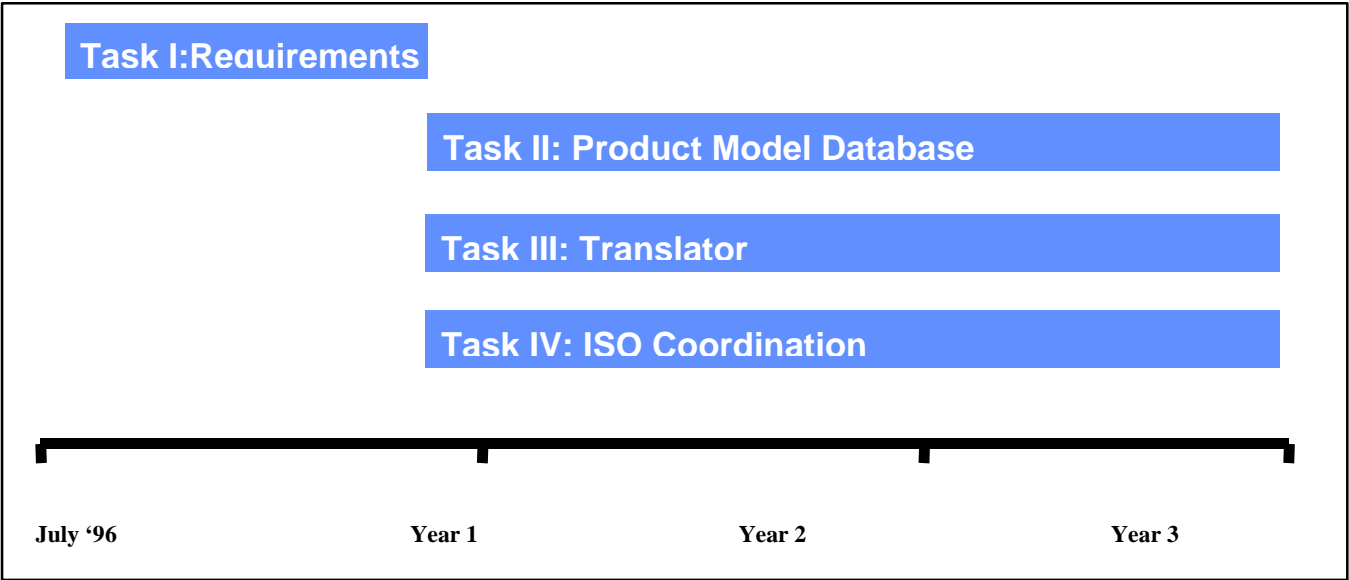 Task I:Requirements
Task II: Product Model Database
Task III: Translator
Task IV: ISO Coordination
July ‘96 Year 1 Year 2 Year 3